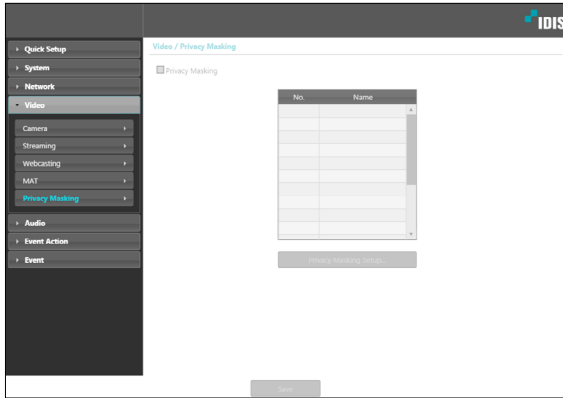 IDIS
Quick Setup
System
Network
Video
Camera
Streaming
Webcasting
MAT
Privacy Masking
Audio
Event Action
Event
Video / Privacy Masking
Privacy Masking
No. Name
Privacy Masking Setup...
Save